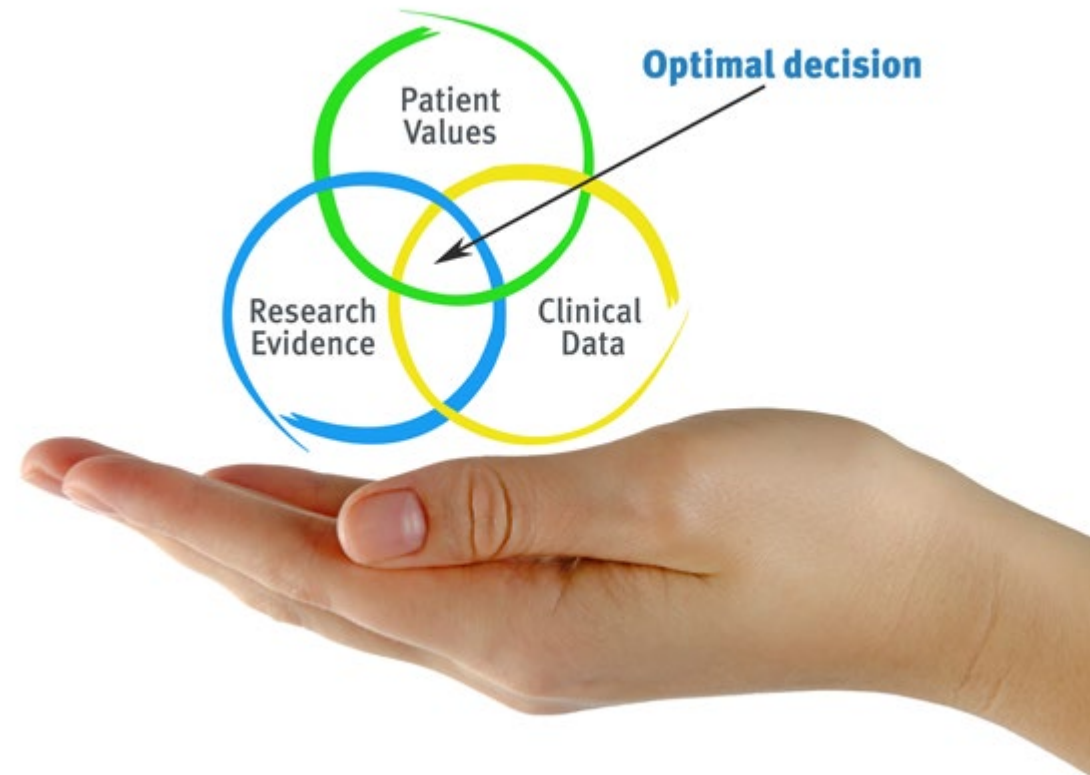 Optimal decision
Patient
Values
Research
Evidence
Clinical
Data